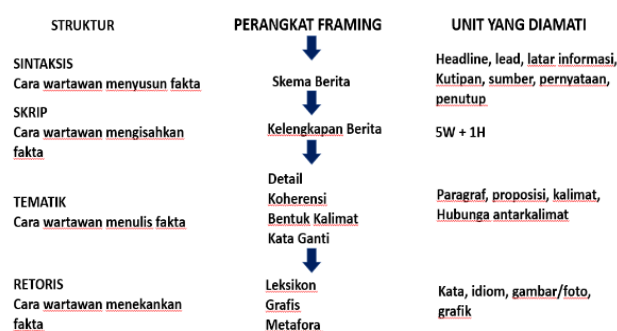 STRUKTUR PERANGKAT FRAMING UNIT YANG DIAMATI
SINTAKSIS
Cara wartawan menyusun fakta
Skema Berita
Headline, lead, latar informasi,
Kutipan, sumber, pernyataan,
penutup
SKRIP
Cara wartawan mengisahkan
fakta
Kelengkapan Berita
5W + 1H
TEMATIK
Cara wartawan menulis fakta
Detail
Koherensi
Bentuk Kalimat
Kata Ganti
Paragraf, proposisi, kalimat,
Hubunga antarkalimat
RETORIS
Cara wartawan menekankan
fakta
Leksikon
Grafis
Metafora
Kata, idiom, gambar/foto,
grafik